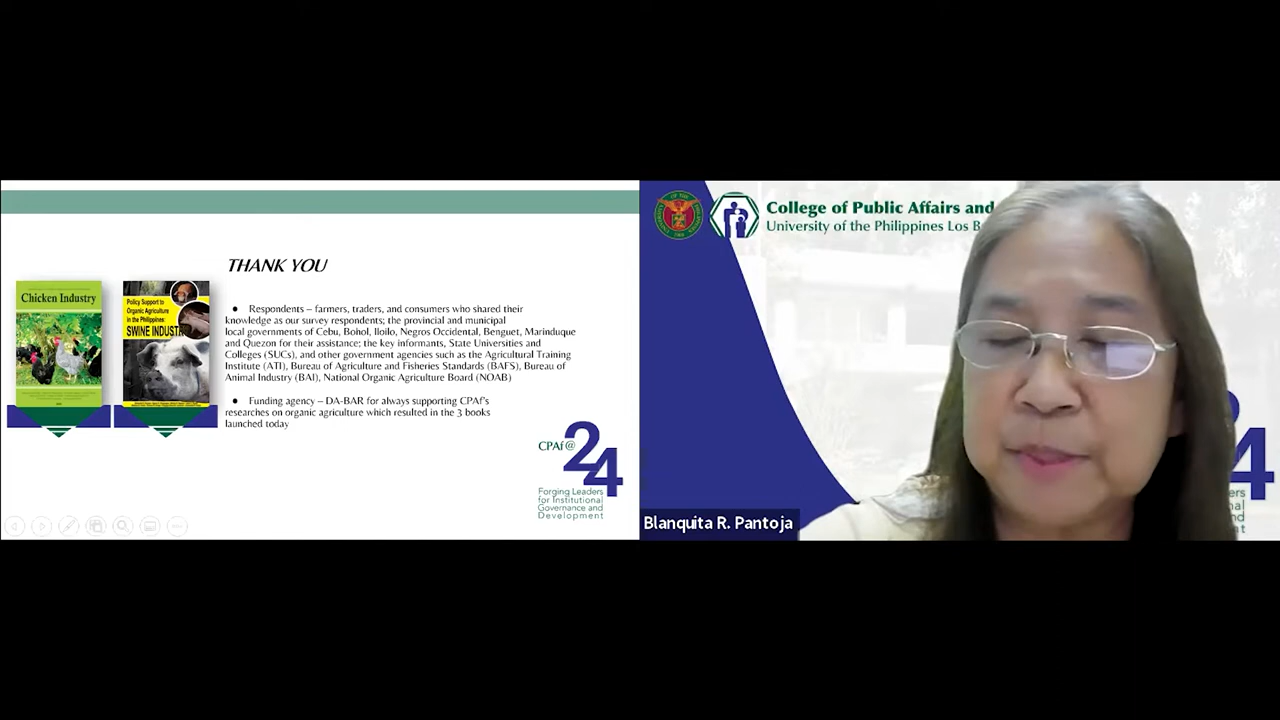 THANK YOU
Chicken Industry
Policy Support to
Organic Agriculture
in the Philippines:
SWINE INDUST
● Respondents – farmers, traders, and consumers who shared their
knowledge as our survey respondents; the provincial and municipal
local governments of Cebu, Bohol, Iloilo, Negros Occidental, Benguet, Marinduque
and Quezon for their assistance; the key informants, State Universities and
Colleges (SUCs), and other government agencies such as the Agricultural Training
Institute (ATI), Bureau of Agriculture and Fisheries Standards (BAFS), Bureau of
Animal Industry (BAI), National Organic Agriculture Board (NOAB)
● Funding agency – DA-BAR for always supporting CPAf's
researches on organic agriculture which resulted in the 3 books
launched today
CPAf@24
Forging Leaders
for Institutional
Governance and
Development
College of Public Affairs and
University of the Philippines Los B
Blanquita R. Pantoja
24
ers
nal
nd
nt